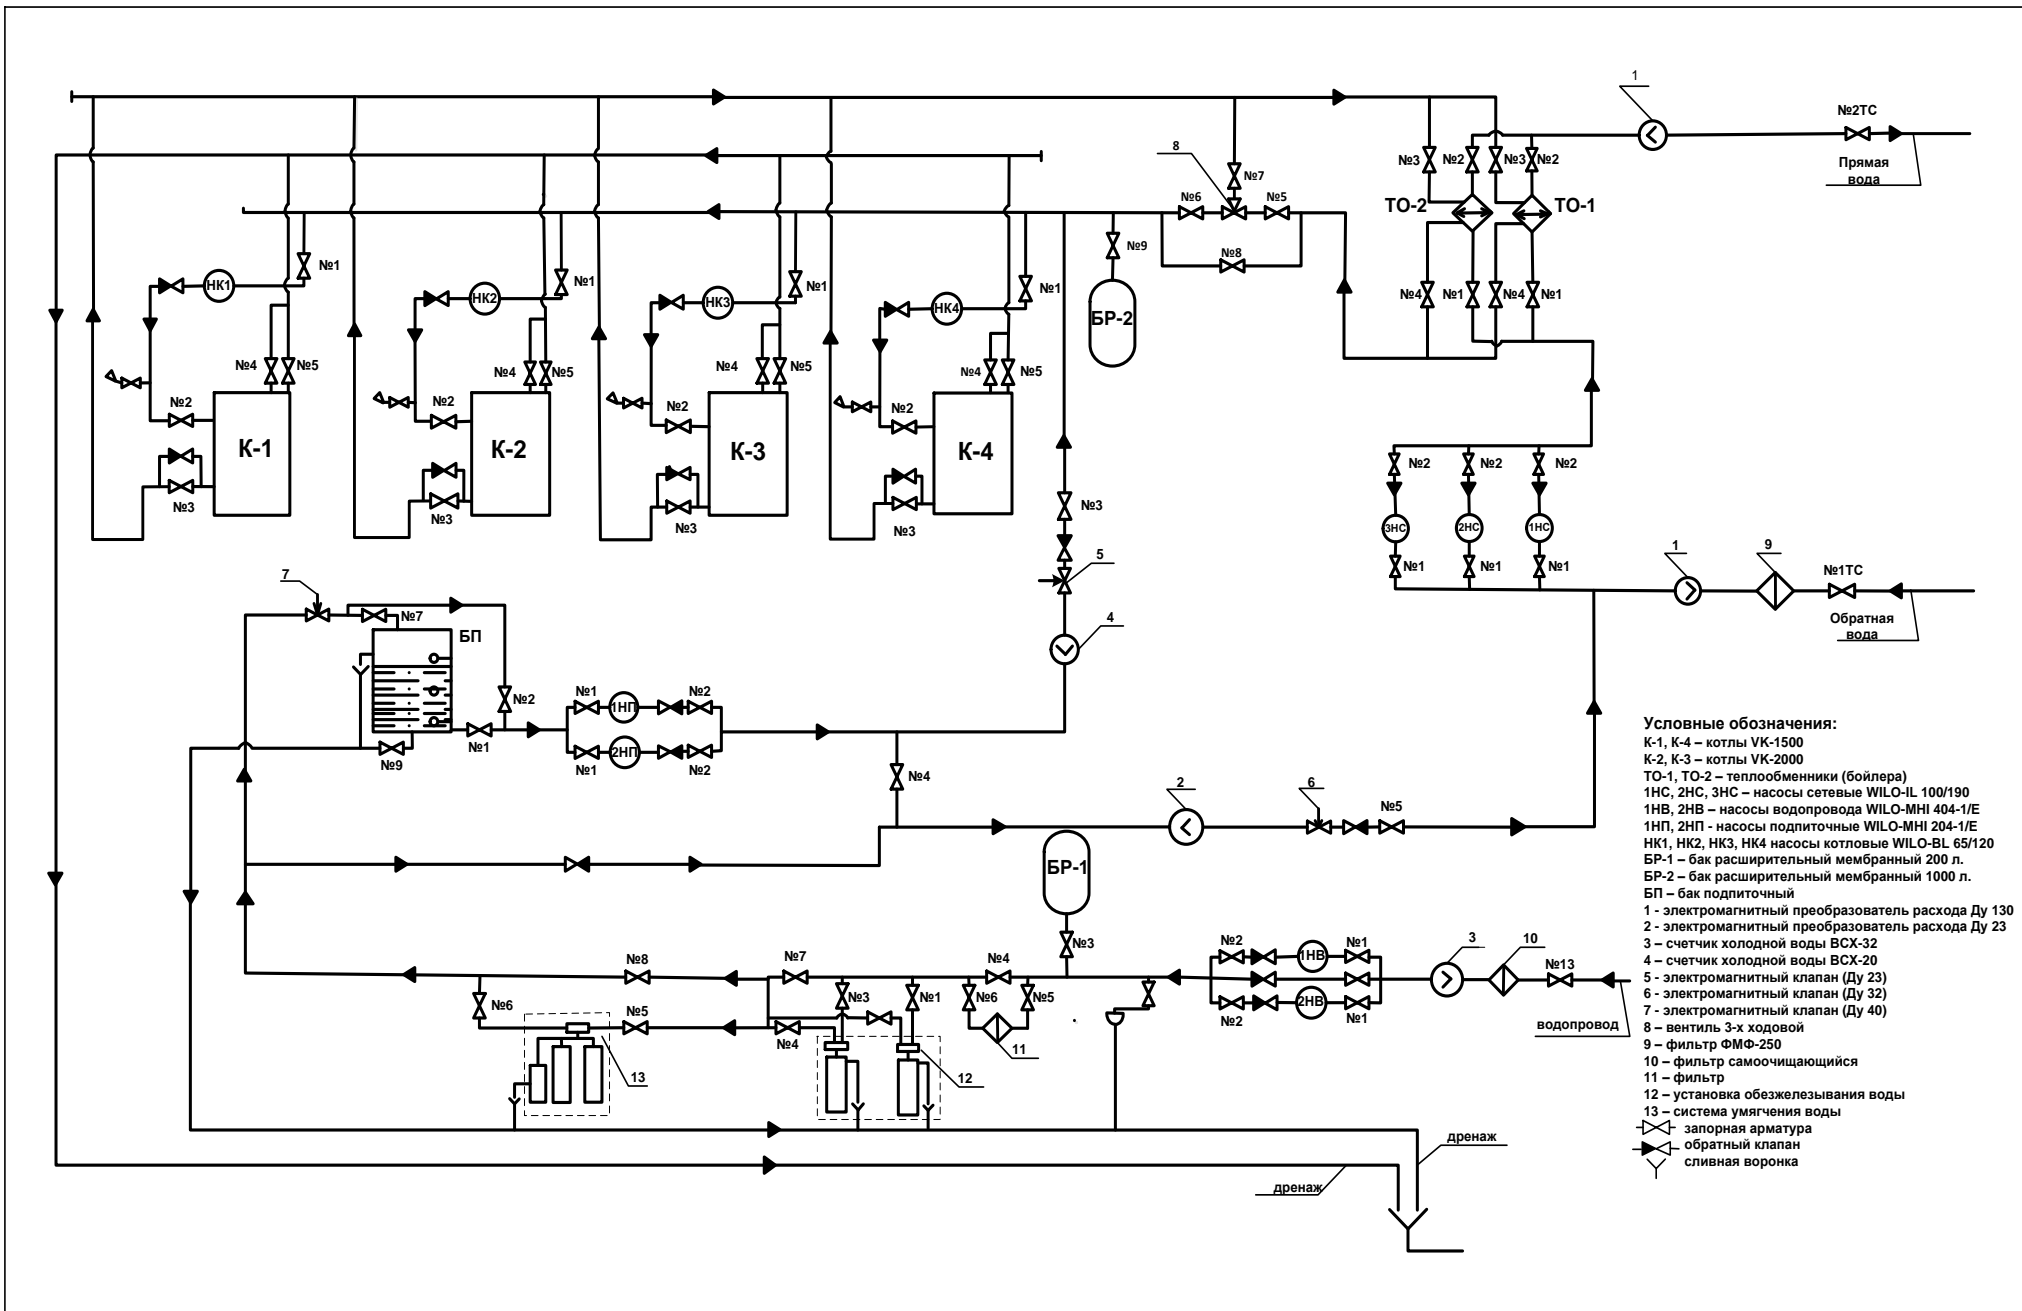 1
№2ТС
Прямая
вода
8
№3
№2
№3
№2
№7
№6
№5
ТО-2
ТО-1
№9
№8
№1
НК1
№1
НК2
№1
НК3
№1
НК4
БР-2
№4
№1
№4
№1
№4
№5
№4
№5
№4
№5
№4
№5
№2
№2
№2
№2
К-1
К-2
К-3
К-4
№2
№2
№2
№3
№3
№3
№3
№3
3НС
2НС
1НС
5
№1
№1
№1
1
9
№1ТС
7
№7
БП
4
Обратная
вода
№2
№1
1НП
№2
№1
2НП
№2
№1
№9
№4
2
6
№5
БР-1
№3
№2
1НВ
№1
3
10
№13
№8
№7
№4
№6
№5
№3
№1
№6
№5
№2
2НВ
№1
водопровод
№4
11
13
12
дренаж
дренаж
Условные обозначения:
К-1, К-4 – котлы VK-1500
К-2, К-3 – котлы VK-2000
ТО-1, ТО-2 – теплообменники (бойлера)
1НС, 2НС, 3НС – насосы сетевые WILO-IL 100/190
1НВ, 2НВ – насосы водопровода WILO-MHI 404-1/E
1НП, 2НП - насосы подпиточные WILO-MHI 204-1/E
НК1, НК2, НК3, НК4 насосы котловые WILO-BL 65/120
БР-1 – бак расширительный мембранный 200 л.
БР-2 – бак расширительный мембранный 1000 л.
БП – бак подпиточный
1 - электромагнитный преобразователь расхода Ду 130
2 - электромагнитный преобразователь расхода Ду 23
3 – счетчик холодной воды ВСХ-32
4 – счетчик холодной воды ВСХ-20
5 - электромагнитный клапан (Ду 23)
6 - электромагнитный клапан (Ду 32)
7 - электромагнитный клапан (Ду 40)
8 – вентиль 3-х ходовой
9 – фильтр ФМФ-250
10 – фильтр самоочищающийся
11 – фильтр
12 – установка обезжелезывания воды
13 – система умягчения воды
запорная арматура
обратный клапан
сливная воронка